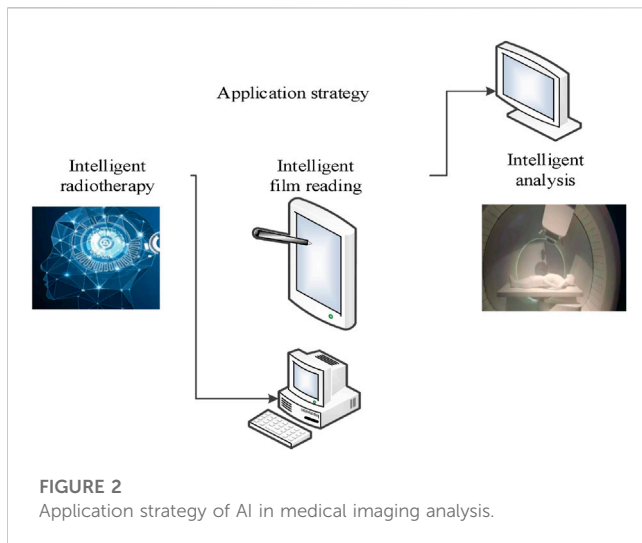 Application strategy
Intelligent
radiotherapy
Intelligent
film reading
Intelligent
analysis
FIGURE 2
Application strategy of AI in medical imaging analysis.